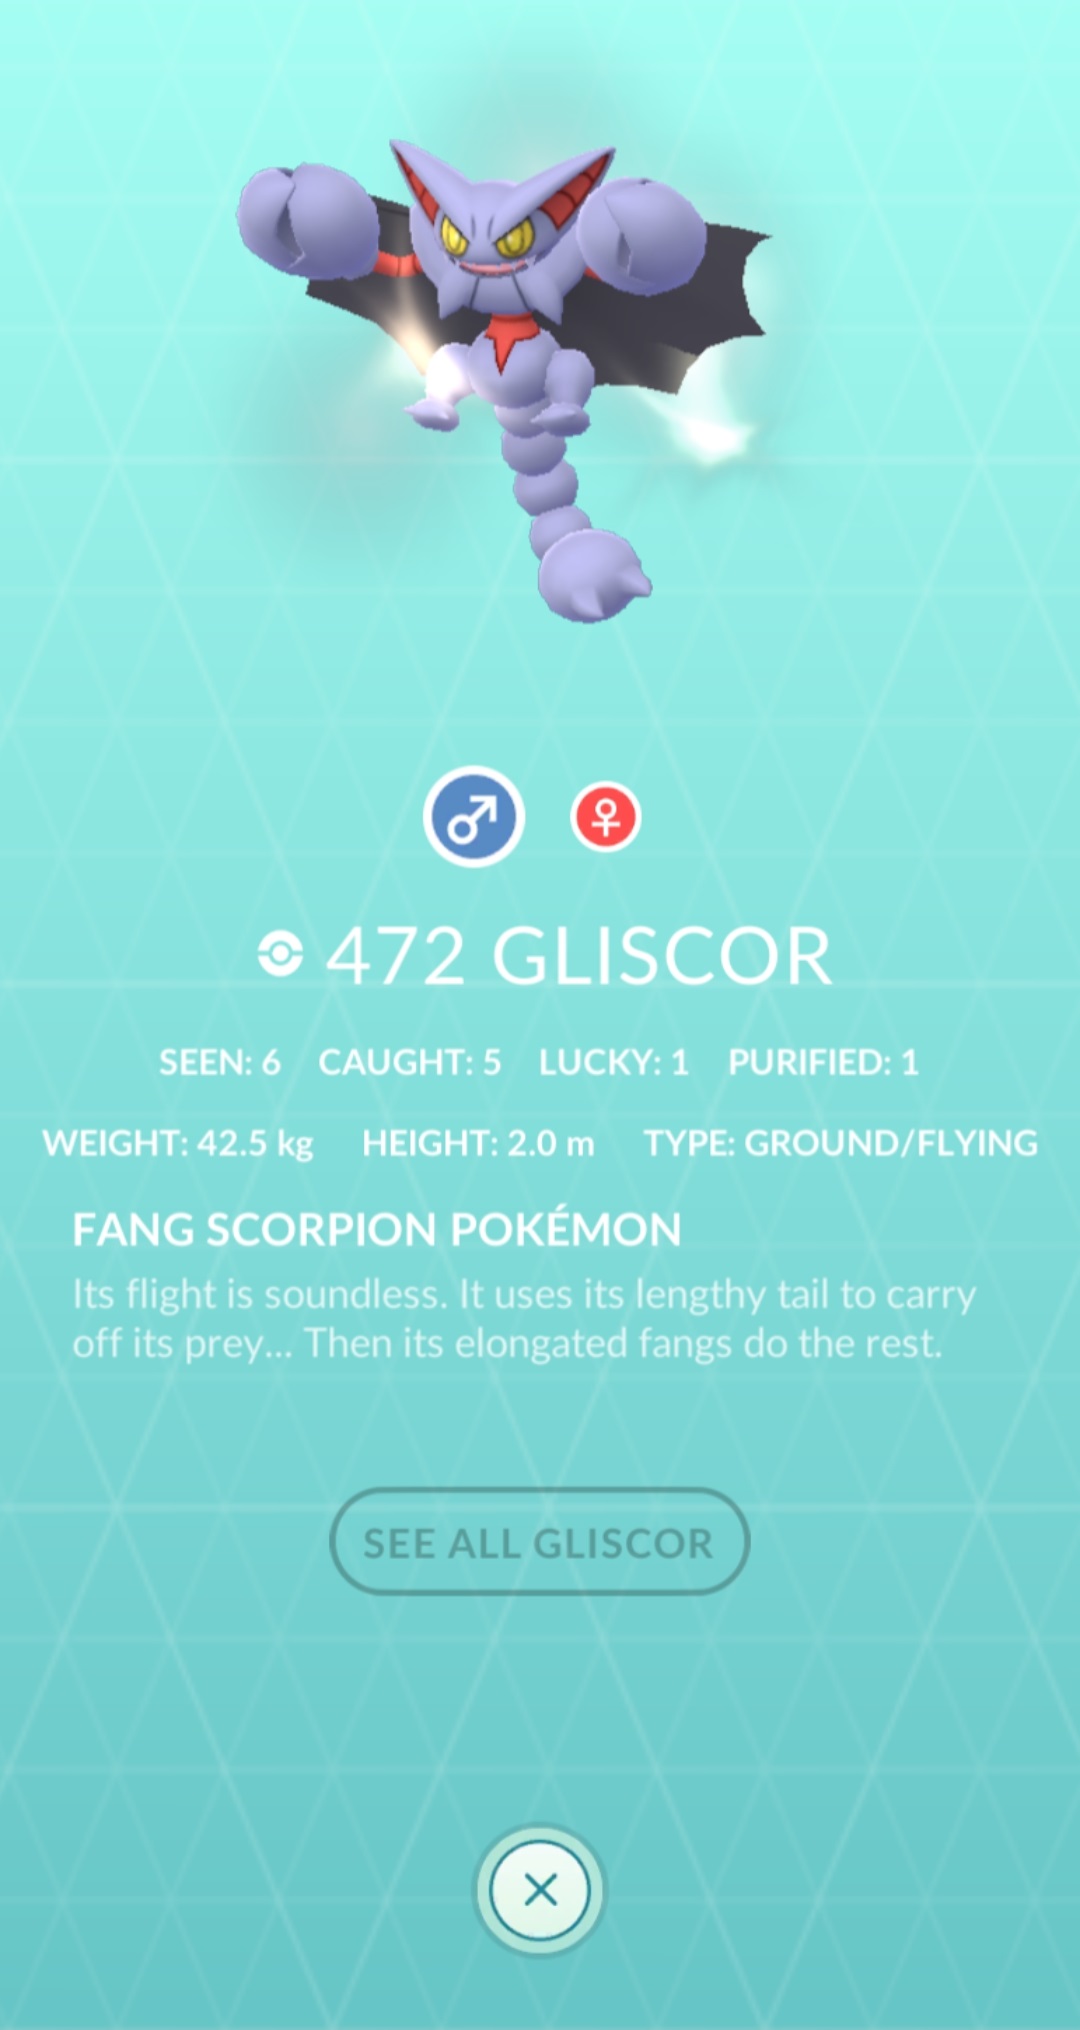 472 GLISCOR
SEEN: 6 CAUGHT: 5 LUCKY: 1 PURIFIED: 1
WEIGHT: 42.5 kg HEIGHT: 2.0 m TYPE: GROUND/FLYING
FANG SCORPION POKÉMON
Its flight is soundless. It uses its lengthy tail to carry
off its prey... Then its elongated fangs do the rest.
SEE ALL GLISCOR